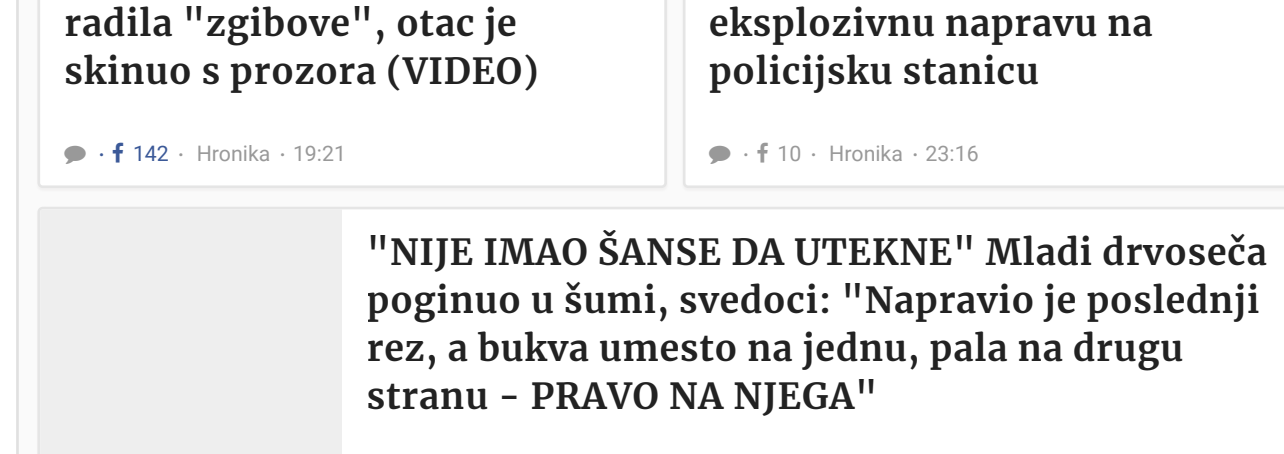 radila "zgibove", otac je
skinuo s prozora (VIDEO)
· f 142 · Hronika · 19:21
eksplozivnu napravu na
policijsku stanicu
· f 10 · Hronika · 23:16
"NIJE IMAO ŠANSE DA UTEKNE" Mladi drvoseča
poginuo u šumi, svedoci: "Napravio je poslednji
rez, a bukva umesto na jednu, pala na drugu
stranu - PRAVO NA NJEGA"